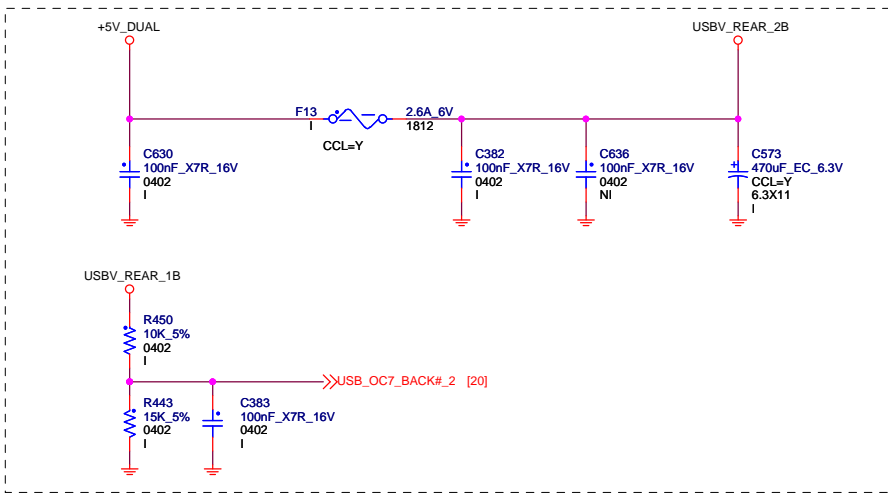 +5V_DUAL
USBV_REAR_2B
F13
I
CCL=Y
2.6A_6V
1812
C630
100nF_X7R_16V
0402
I
C382
100nF_X7R_16V
0402
I
C636
100nF_X7R_16V
0402
NI
C573
470uF_EC_6.3V
CCL=Y
6.3X11
I
USBV_REAR_1B
R450
10K_5%
0402
I
USB_OC7_BACK#_2 [20]
R443
15K_5%
0402
I
C383
100nF_X7R_16V
0402
I